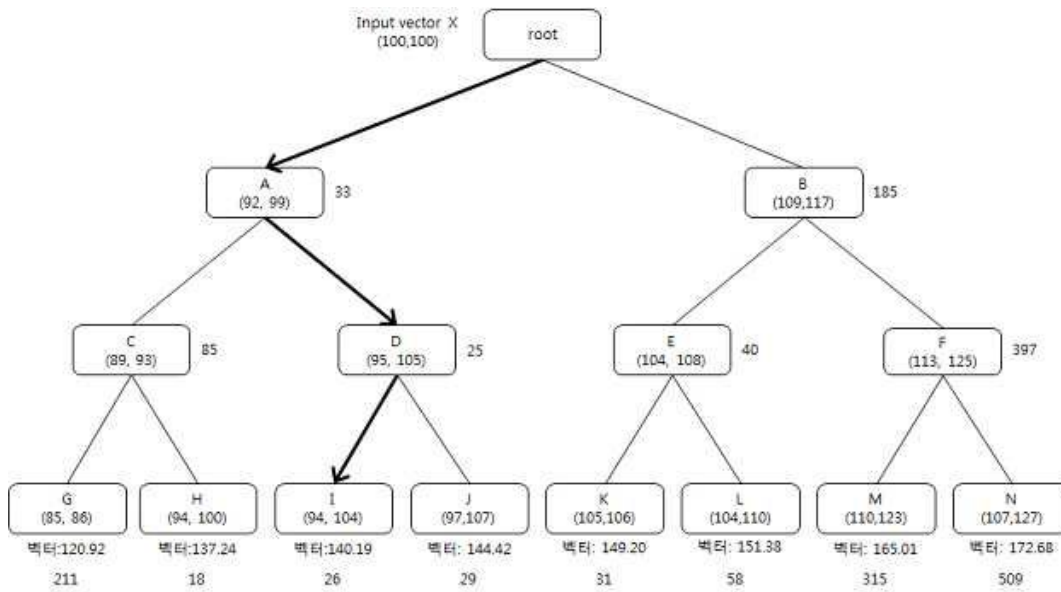 Input vector X
(100,100)
root
A
(92, 99)
33
B
(109,117)
185
C
(89, 93)
85
D
(95, 105)
25
E
(104, 108)
40
F
(113, 125)
397
G
(85, 86)
H
(94, 100)
I
(94, 104)
J
(97,107)
K
(105,106)
L
(104,110)
M
(110,123)
N
(107,127)
벡터:120.92
벡터:137.24
벡터:140.19
벡터: 144.42
벡터: 149.20
벡터: 151.38
벡터: 165.01
벡터: 172.68
211
18
26
29
31
58
315
509